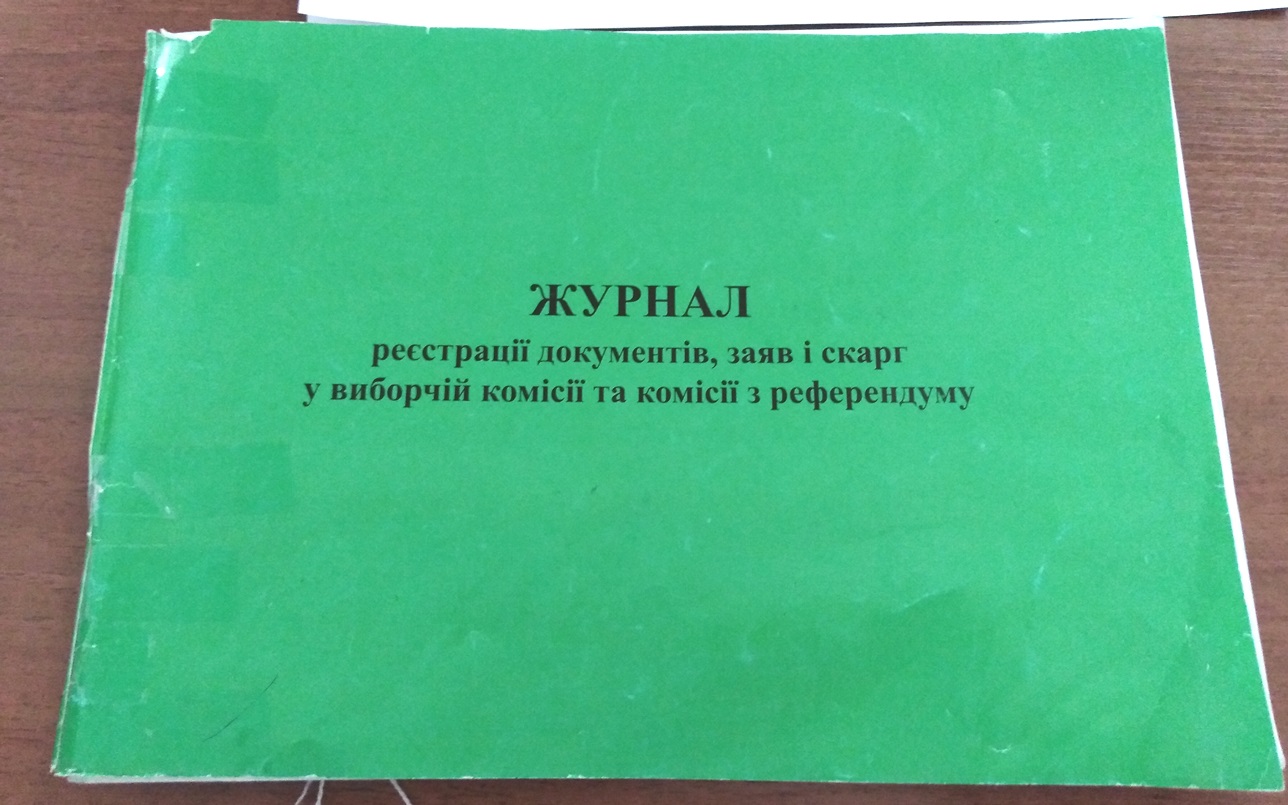 ЖУРНАЛ
реєстрації документів, заяв і скарг
у виборчій комісії та комісії з референдуму